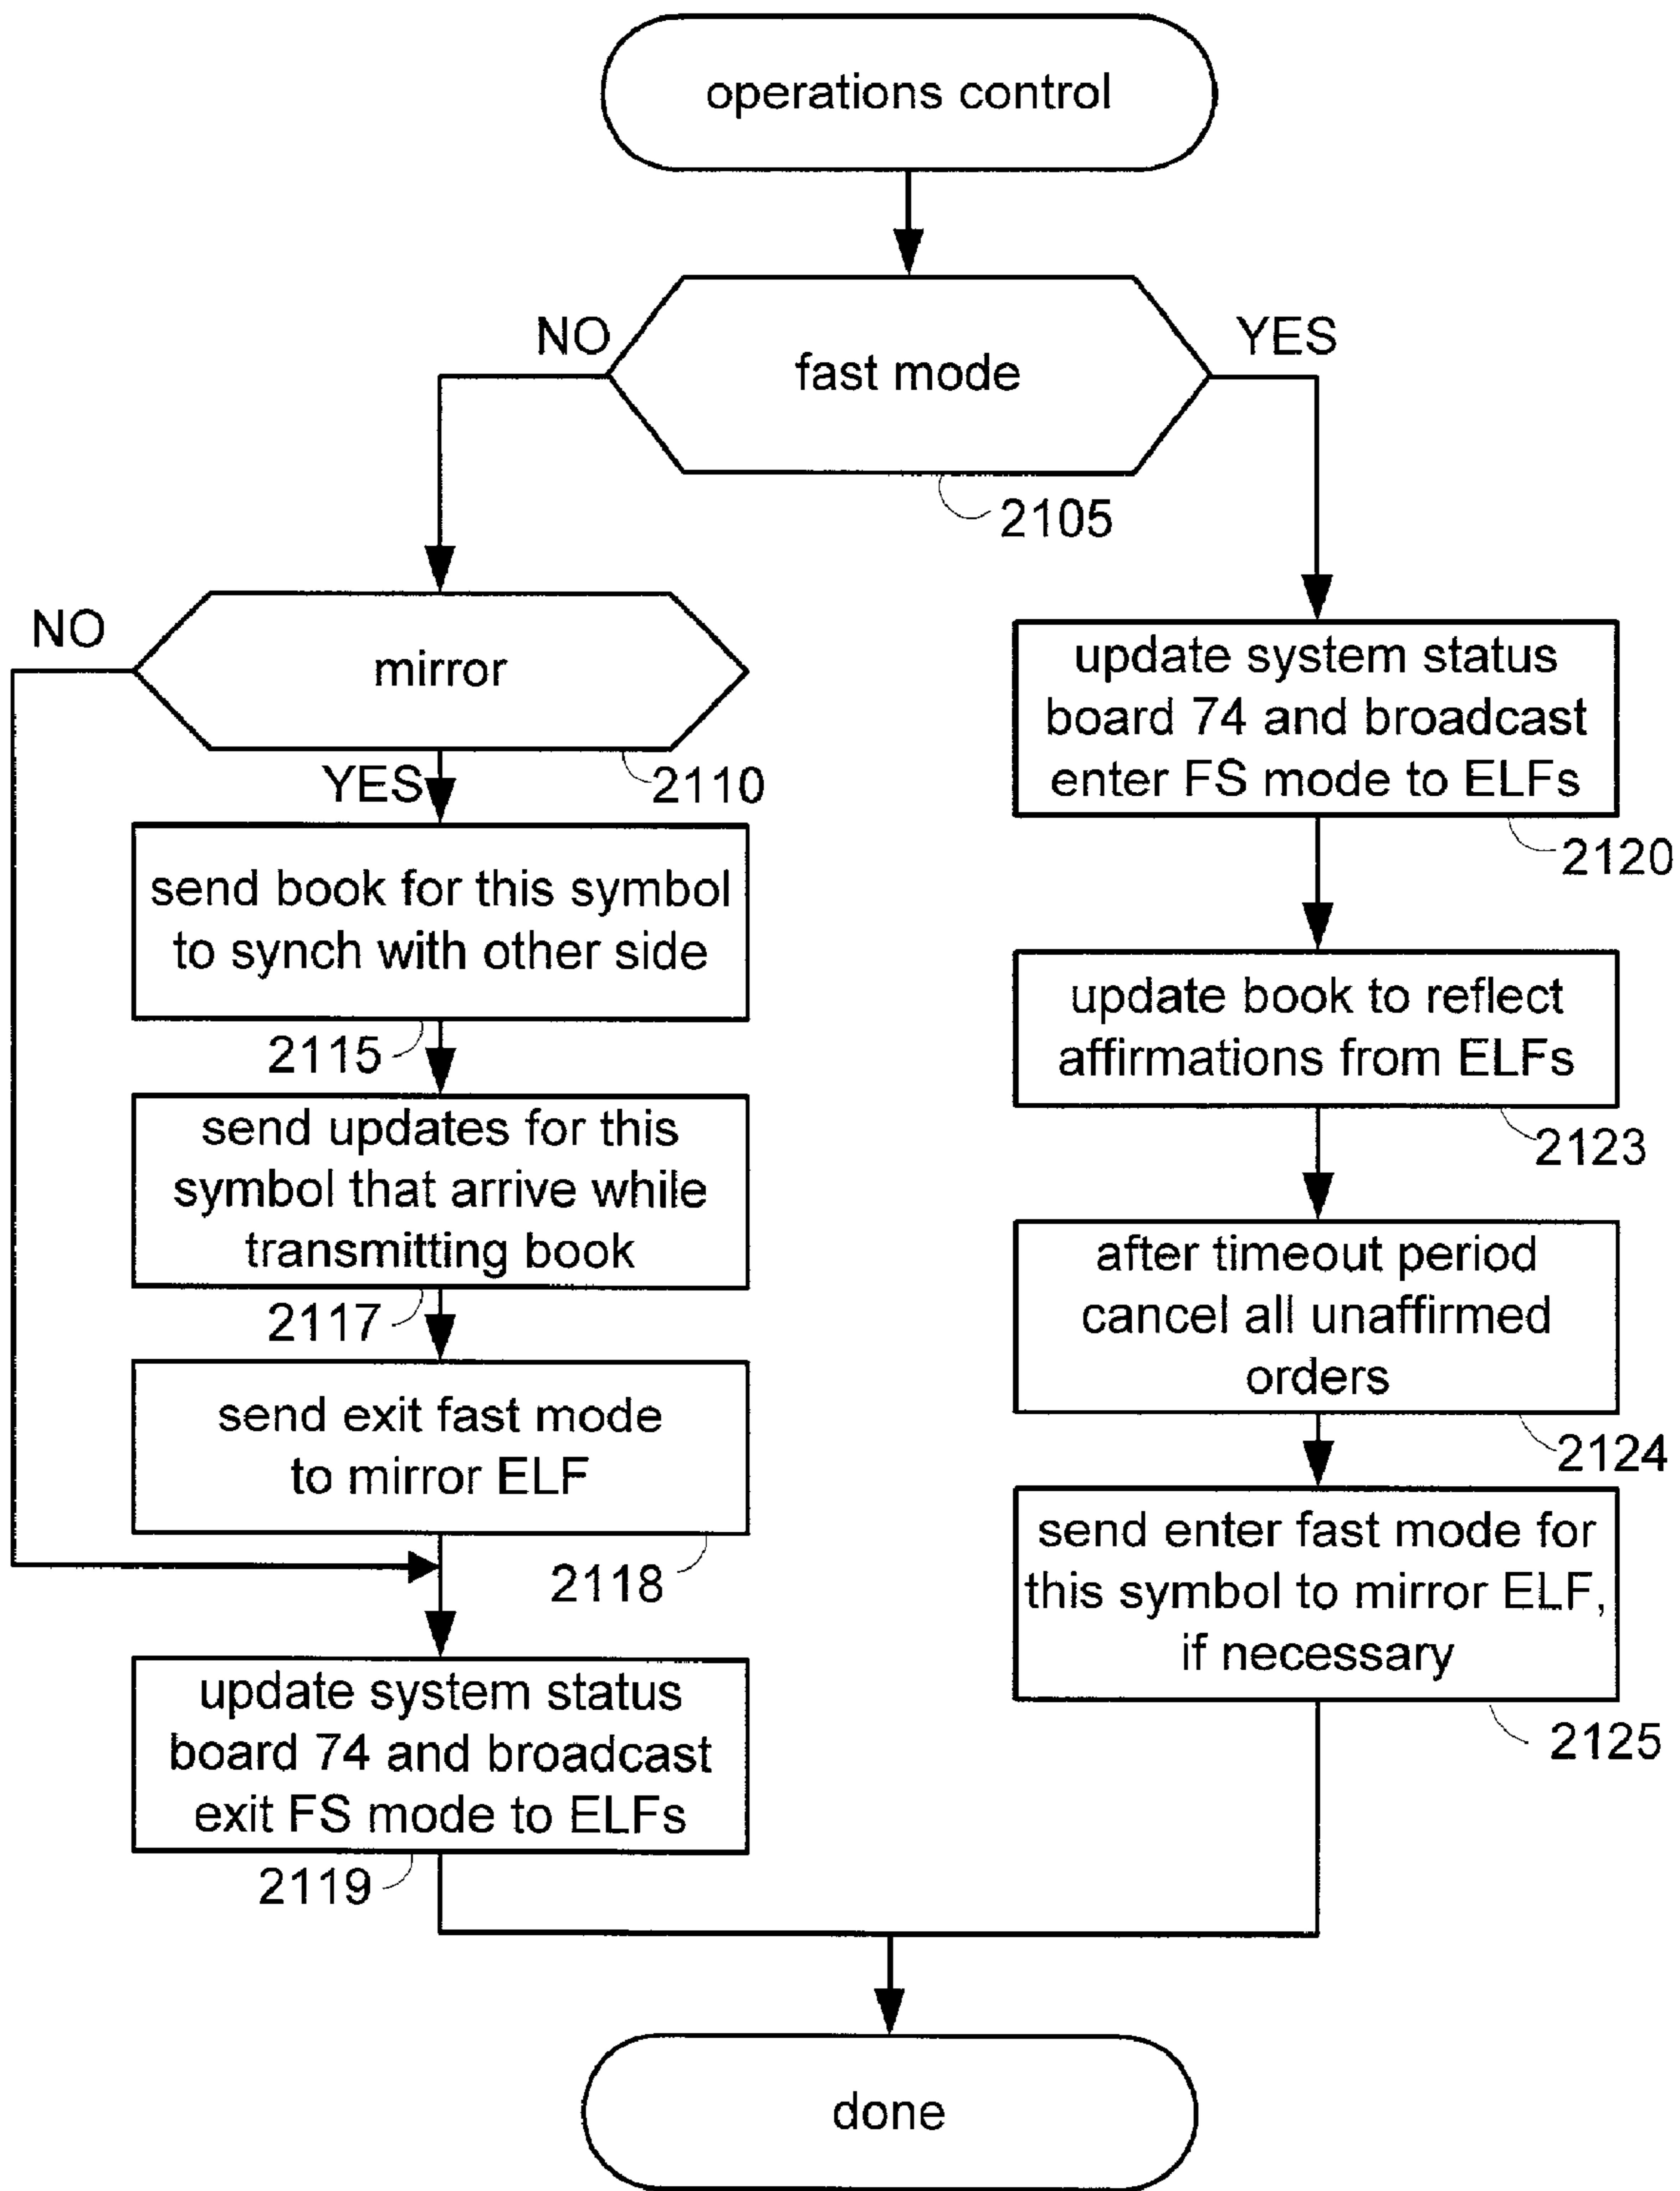 operations control
NO
YES
fast mode
2105
NO
mirror
YES
2110
send book for this symbol
to synch with other side
2115
send updates for this
symbol that arrive while
transmitting book
2117
send exit fast mode
to mirror ELF
2118
update system status
board 74 and broadcast
exit FS mode to ELFs
2119
update system status
board 74 and broadcast
enter FS mode to ELFs
2120
update book to reflect
affirmations from ELFs
2123
after timeout period
cancel all unaffirmed
orders
2124
send enter fast mode for
this symbol to mirror ELF,
if necessary
2125
done